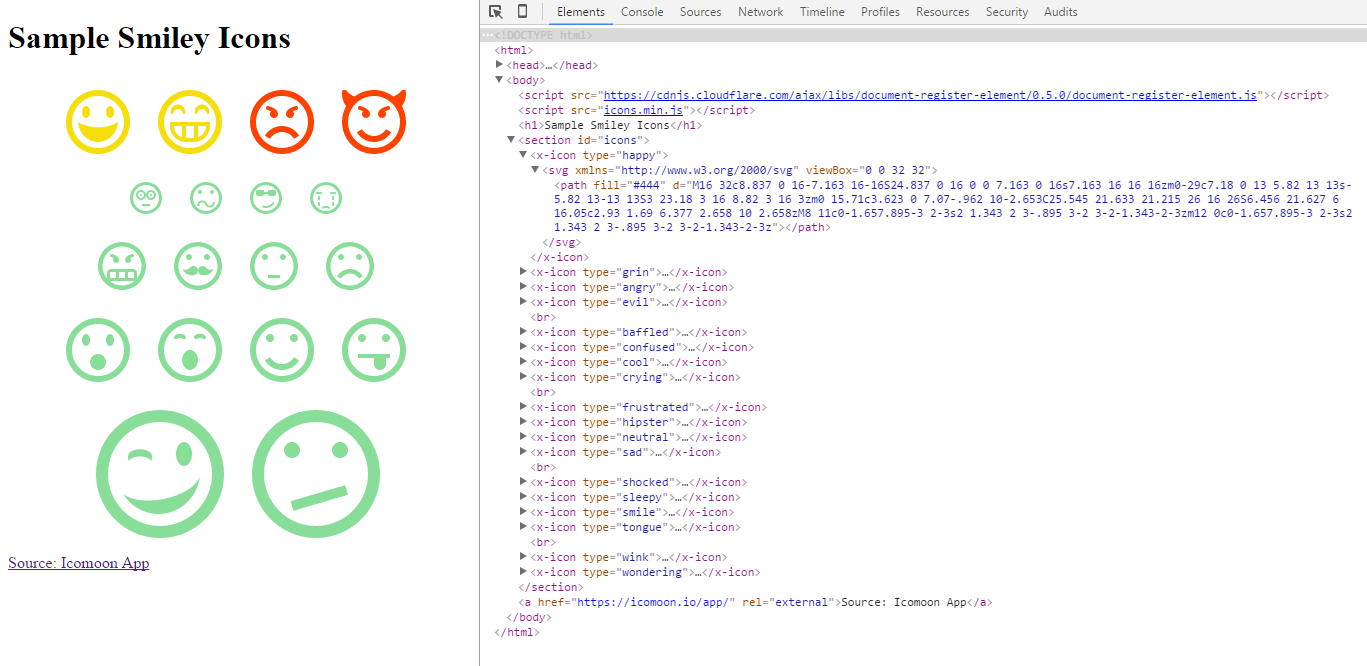 Sample Smiley Icons
Source: Icomoon App
Elements Console Sources Network Timeline Profiles Resources Security Audits
…<!DOCTYPE html>
<html>
▶<head>…</head>
▼<body>
<script src="https://cdnjs.cloudflare.com/ajax/libs/document-register-element/0.5.0/document-register-element.js"></script>
<script src="icons.min.js"></script>
<h1>Sample Smiley Icons</h1>
▼<section id="icons">
▼<x-icon type="happy">
▼<svg xmlns="http://www.w3.org/2000/svg" viewBox="0 0 32 32">
<path fill="#444" d="M16 32c8.837 0 16-7.163 16-16S24.837 0 16 0 0 7.163 0 16s7.163 16 16 16zm0-29c7.18 0 13 5.82 13 13s-
5.82 13-13 13S3 23.18 3 16 8.82 3 16 3zm0 15.71c3.623 0 7.07-.962 10-2.653C25.545 21.633 21.215 26 16 26S6.456 21.627 6
16.05c2.93 1.69 6.377 2.658 10 2.658zM8 11c0-1.657.895-3 2-3s2 1.343 2 3-.895 3-2 3-2-1.343-2-3zm12 0c0-1.657.895-3 2-3s2
1.343 2 3-.895 3-2 3-2-1.343-2-3z"></path>
</svg>
</x-icon>
▶<x-icon type="grin">…</x-icon>
▶<x-icon type="angry">…</x-icon>
▶<x-icon type="evil">…</x-icon>
<br>
▶<x-icon type="baffled">…</x-icon>
▶<x-icon type="confused">…</x-icon>
▶<x-icon type="cool">…</x-icon>
▶<x-icon type="crying">…</x-icon>
<br>
▶<x-icon type="frustrated">…</x-icon>
▶<x-icon type="hipster">…</x-icon>
▶<x-icon type="neutral">…</x-icon>
▶<x-icon type="sad">…</x-icon>
<br>
▶<x-icon type="shocked">…</x-icon>
▶<x-icon type="sleepy">…</x-icon>
▶<x-icon type="smile">…</x-icon>
▶<x-icon type="tongue">…</x-icon>
<br>
▶<x-icon type="wink">…</x-icon>
▶<x-icon type="wondering">…</x-icon>
</section>
<a href="https://icomoon.io/app/" rel="external">Source: Icomoon App</a>
</body>
</html>